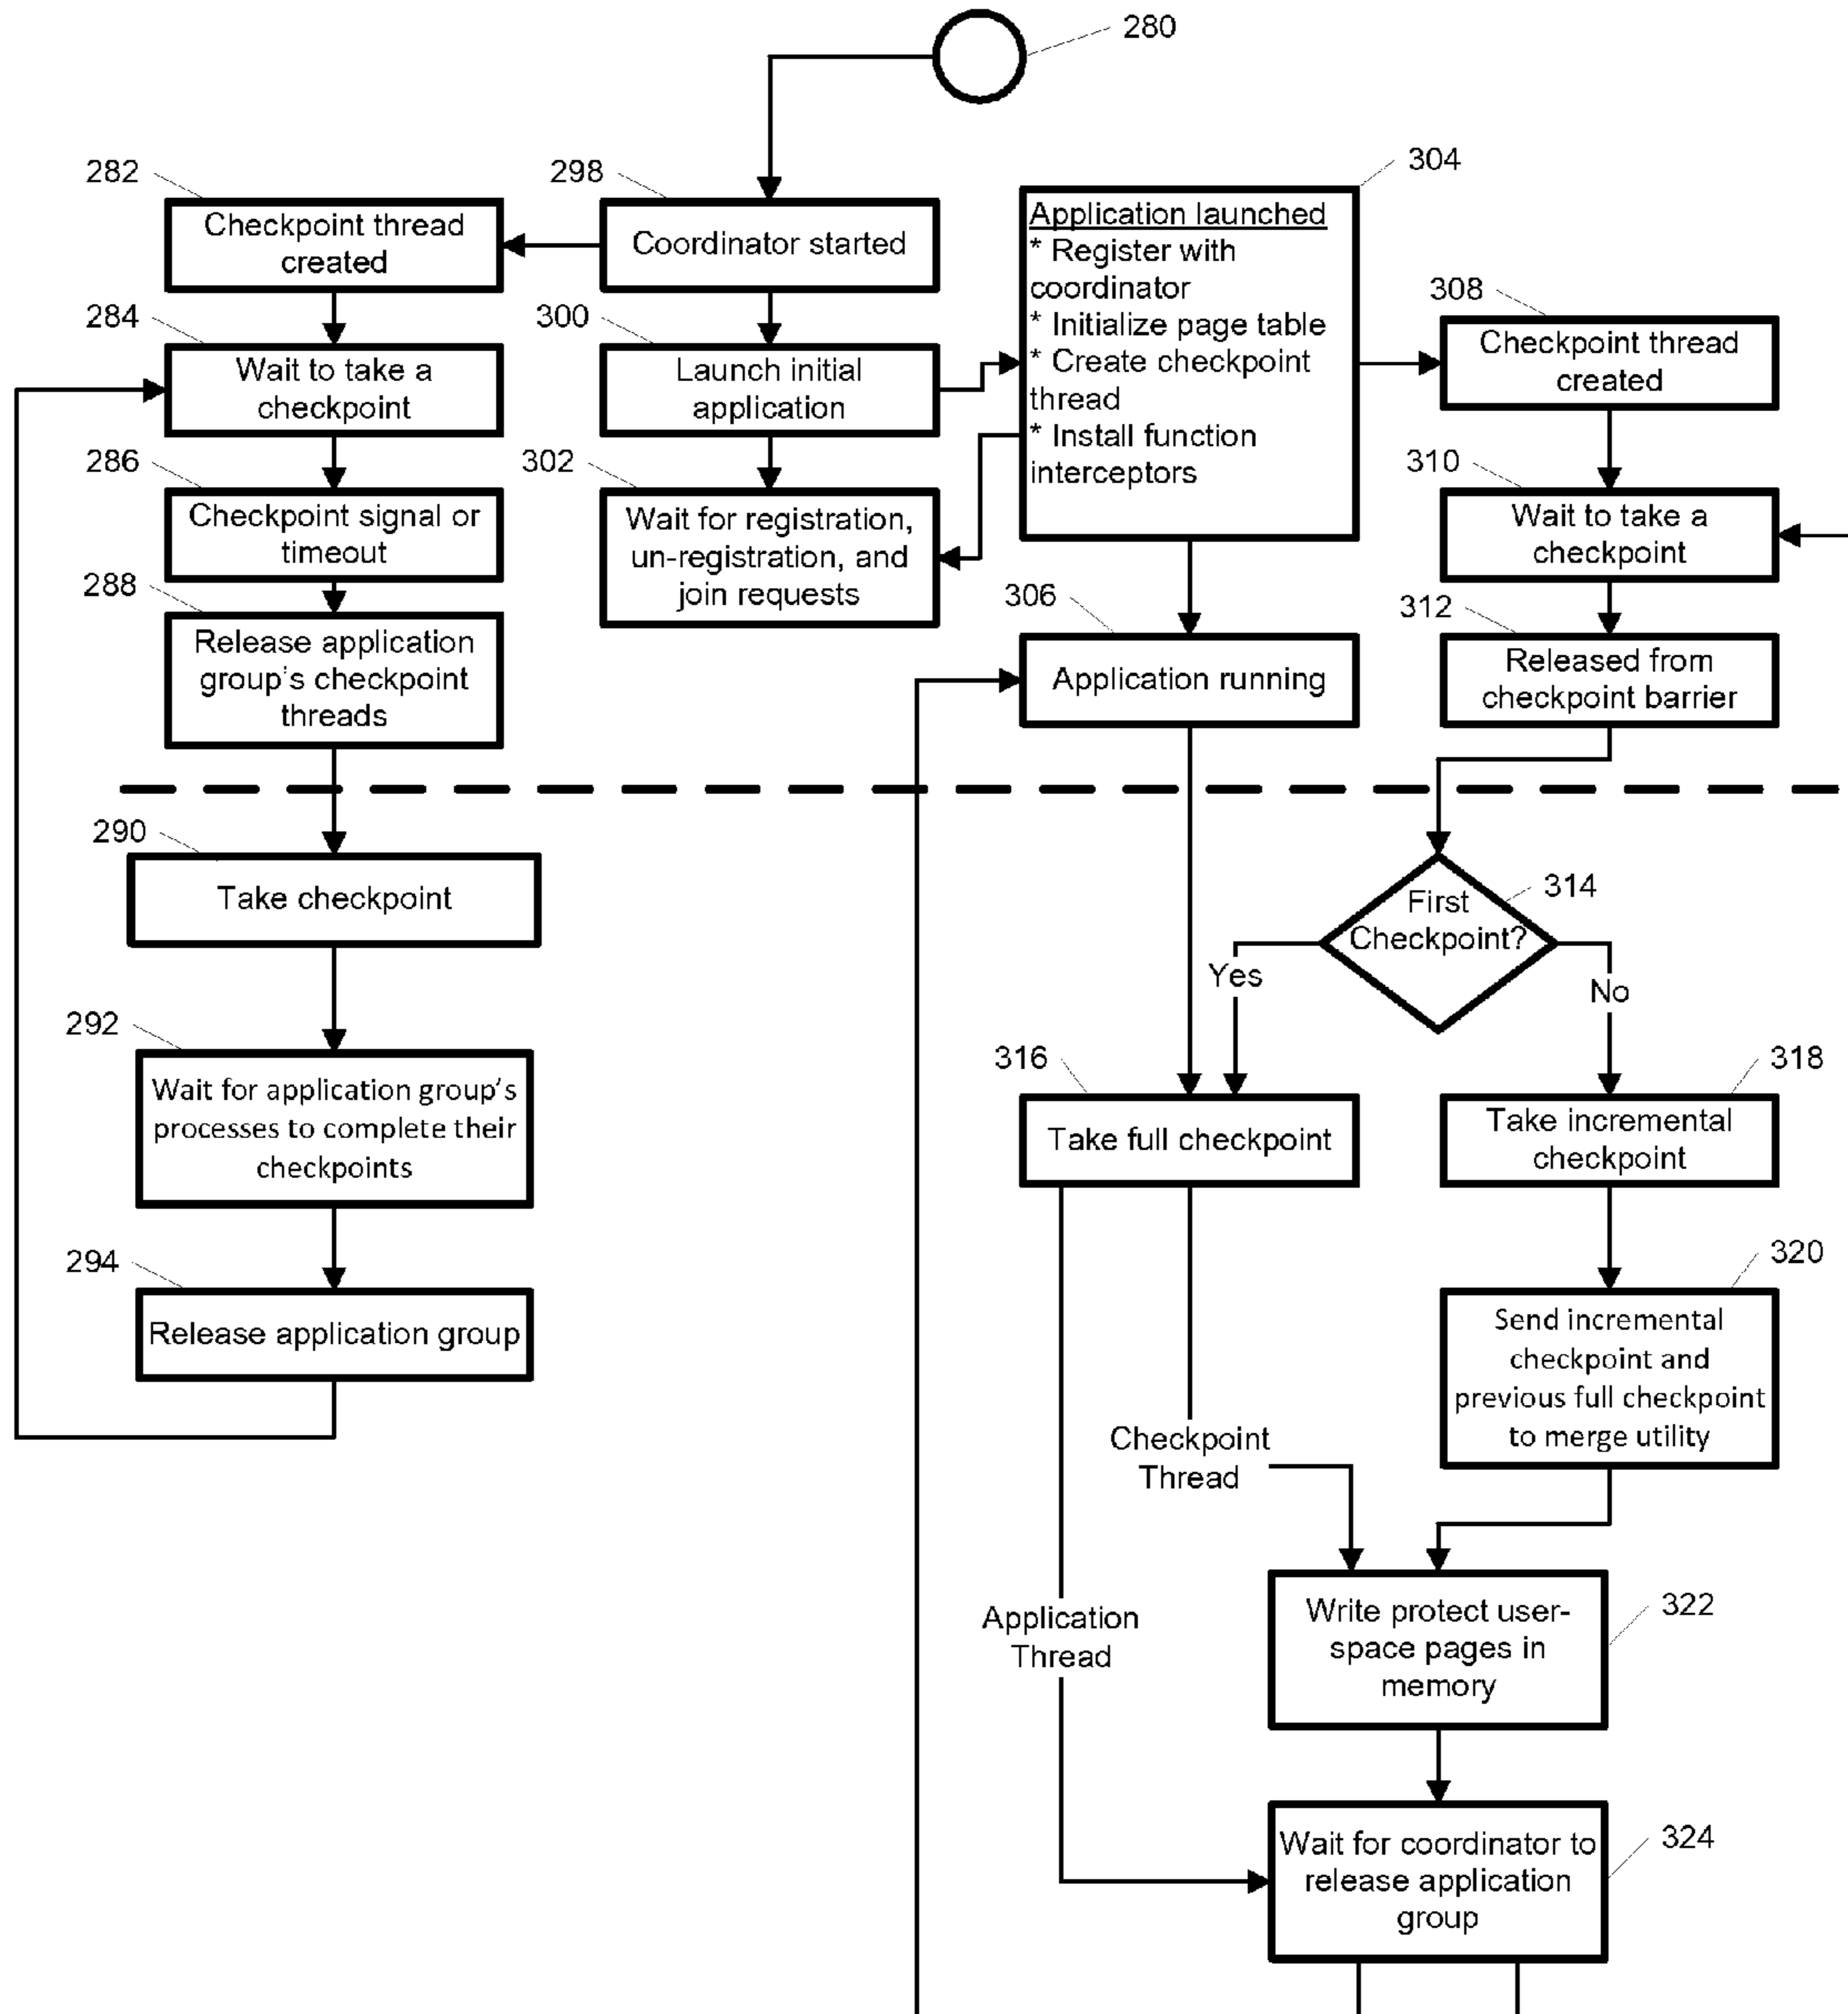 280
282
Checkpoint thread
created
298
Coordinator started
304
Application launched
* Register with
coordinator
* Initialize page table
* Create checkpoint
thread
* Install function
interceptors
308
Checkpoint thread
created
284
Wait to take a
checkpoint
300
Launch initial
application
286
Checkpoint signal or
timeout
302
Wait for registration,
un-registration, and
join requests
310
Wait to take a
checkpoint
288
Release application
group's checkpoint
threads
306
Application running
312
Released from
checkpoint barrier
290
Take checkpoint
314
First
Checkpoint?
Yes
No
292
Wait for application group's
processes to complete their
checkpoints
316
Take full checkpoint
318
Take incremental
checkpoint
294
Release application group
320
Send incremental
checkpoint and
previous full checkpoint
to merge utility
Checkpoint
Thread
Application
Thread
322
Write protect user-
space pages in
memory
324
Wait for coordinator to
release application
group